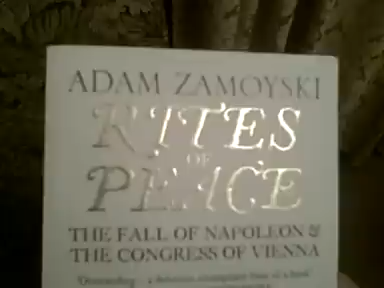 ADAM ZAMOYSKI
RITES
OF
PEACE
THE FALL OF NAPOLEON &
THE CONGRESS OF VIENNA